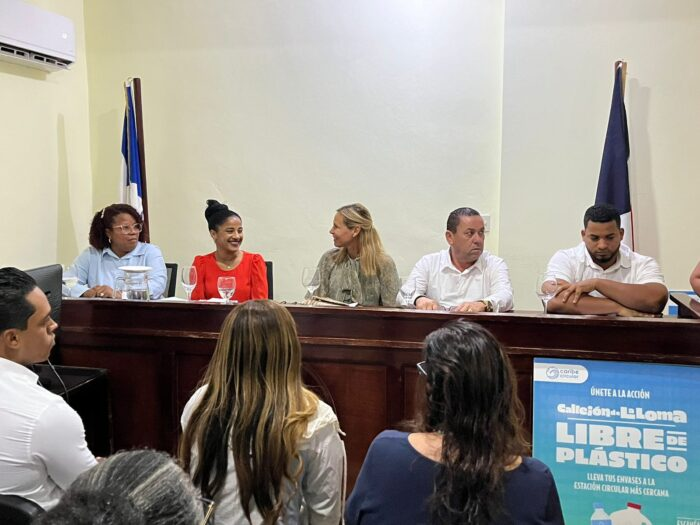 caribe
circular
ÚNETE A LA ACCIÓN
Callejón de La Loma
LIBRE DE
PLÁSTICO
LLEVA TUS ENVASES A LA
ESTACIÓN CIRCULAR MÁS CERCANA